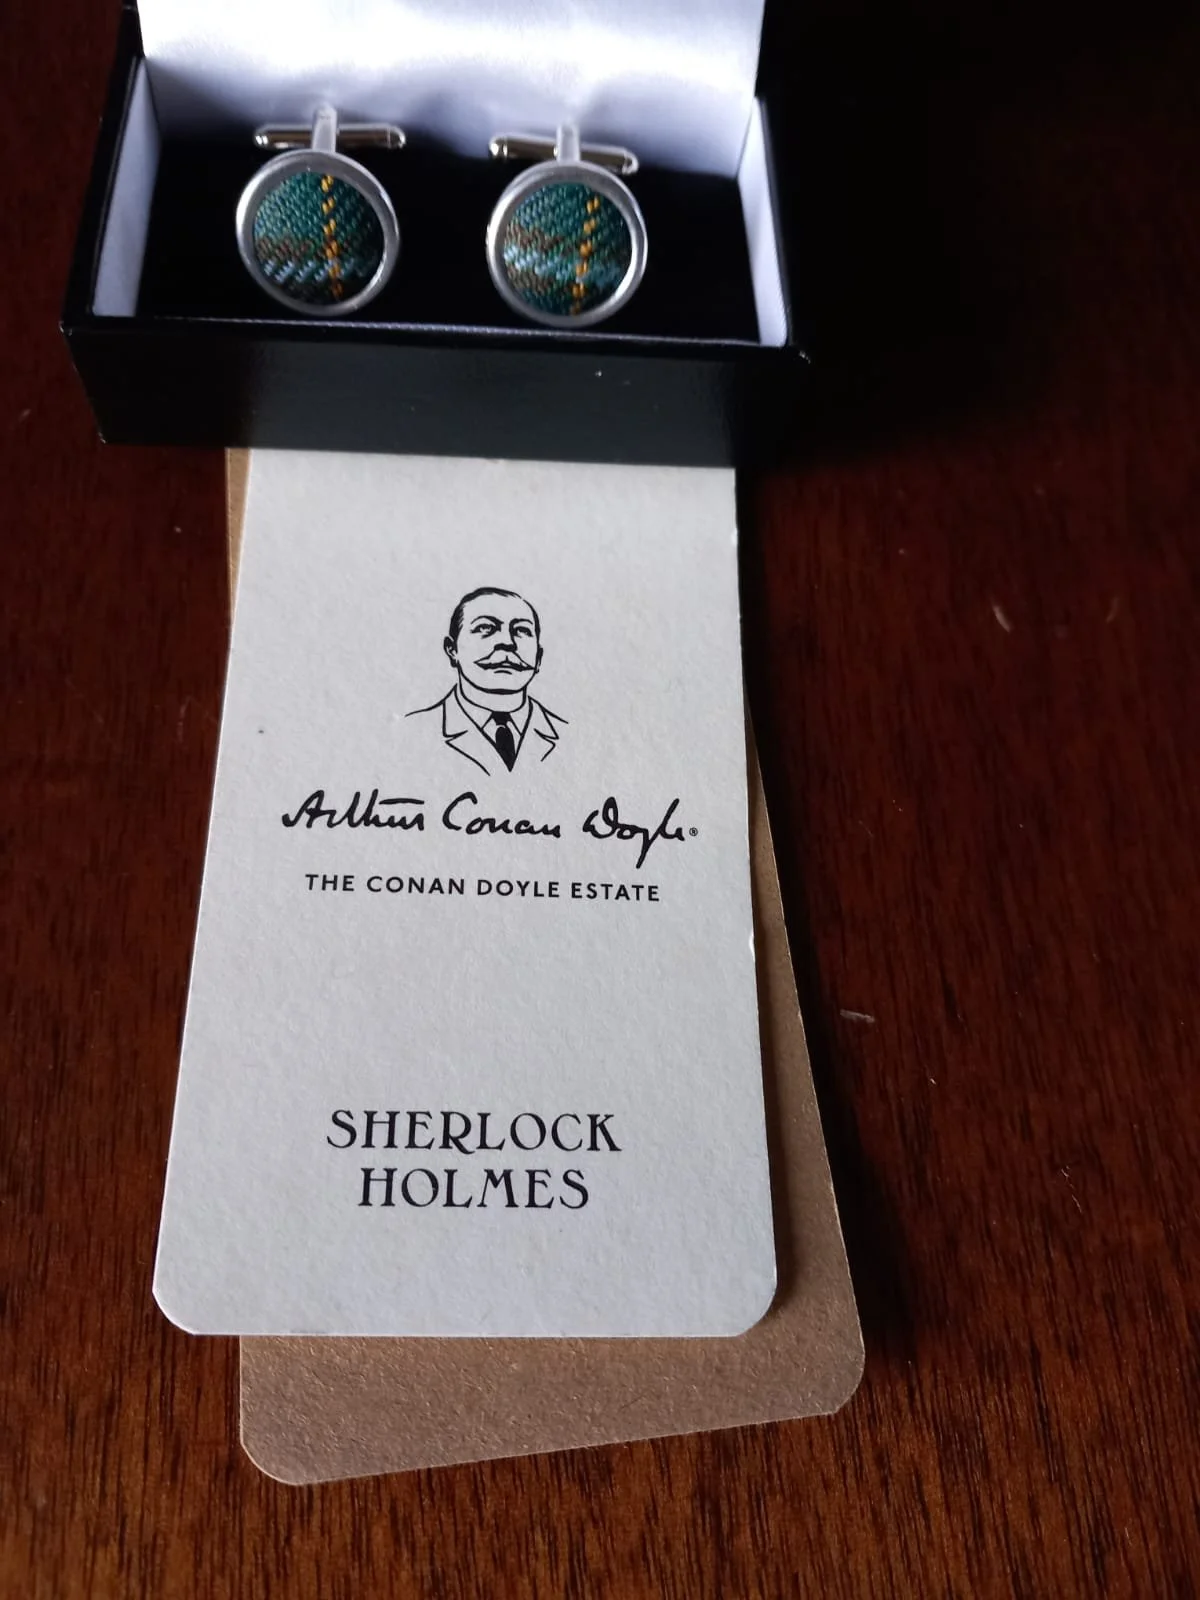 Arthur Conan Doyle®
THE CONAN DOYLE ESTATE
SHERLOCK
HOLMES